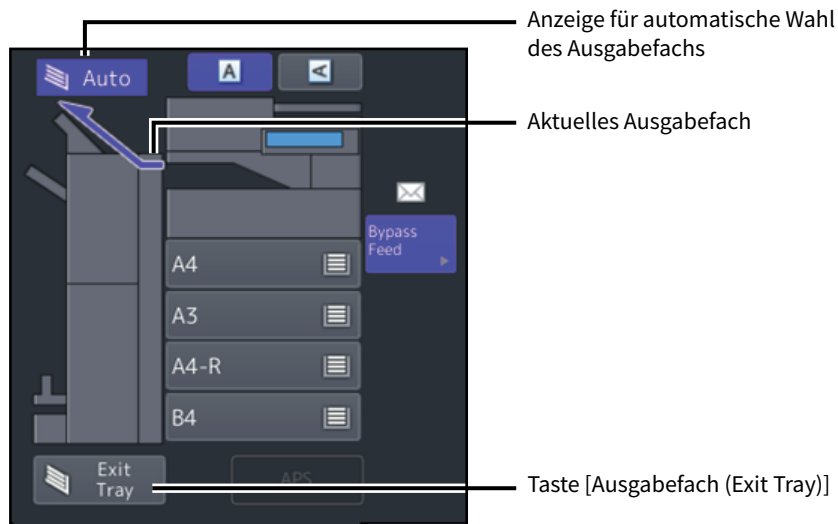 Anzeige für automatische Wahl
des Ausgabefachs
Auto
A
A
Aktuelles Ausgabefach
Bypass
Feed
A4
A3
A4-R
B4
Exit
Tray
APS
Taste [Ausgabefach (Exit Tray)]